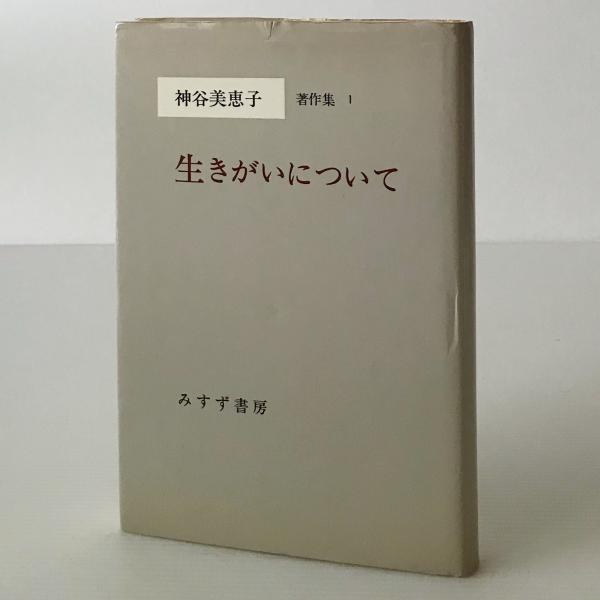 神谷美恵子 著作集 1
生きがいについて
みすず書房